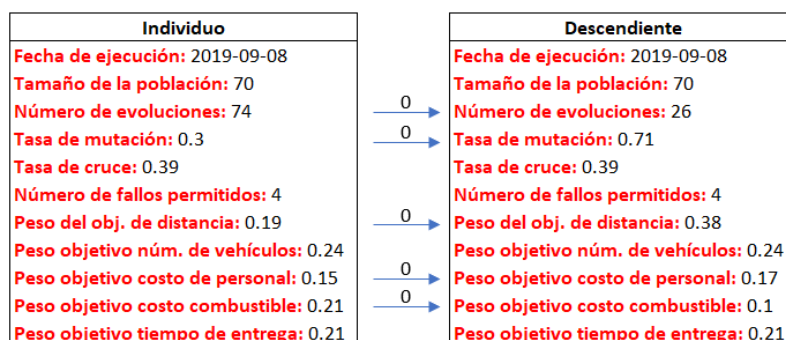 Individuo
Fecha de ejecución: 2019-09-08
Tamaño de la población: 70
Número de evoluciones: 74
Tasa de mutación: 0.3
Tasa de cruce: 0.39
Número de fallos permitidos: 4
Peso del obj. de distancia: 0.19
Peso objetivo núm. de vehículos: 0.24
Peso objetivo costo de personal: 0.15
Peso objetivo costo combustible: 0.21
Peso objetivo tiempo de entrega: 0.21
0
0
0
0
0
Descendiente
Fecha de ejecución: 2019-09-08
Tamaño de la población: 70
Número de evoluciones: 26
Tasa de mutación: 0.71
Tasa de cruce: 0.39
Número de fallos permitidos: 4
Peso del obj. de distancia: 0.38
Peso objetivo núm. de vehículos: 0.24
Peso objetivo costo de personal: 0.17
Peso objetivo costo combustible: 0.1
Peso objetivo tiempo de entrega: 0.21